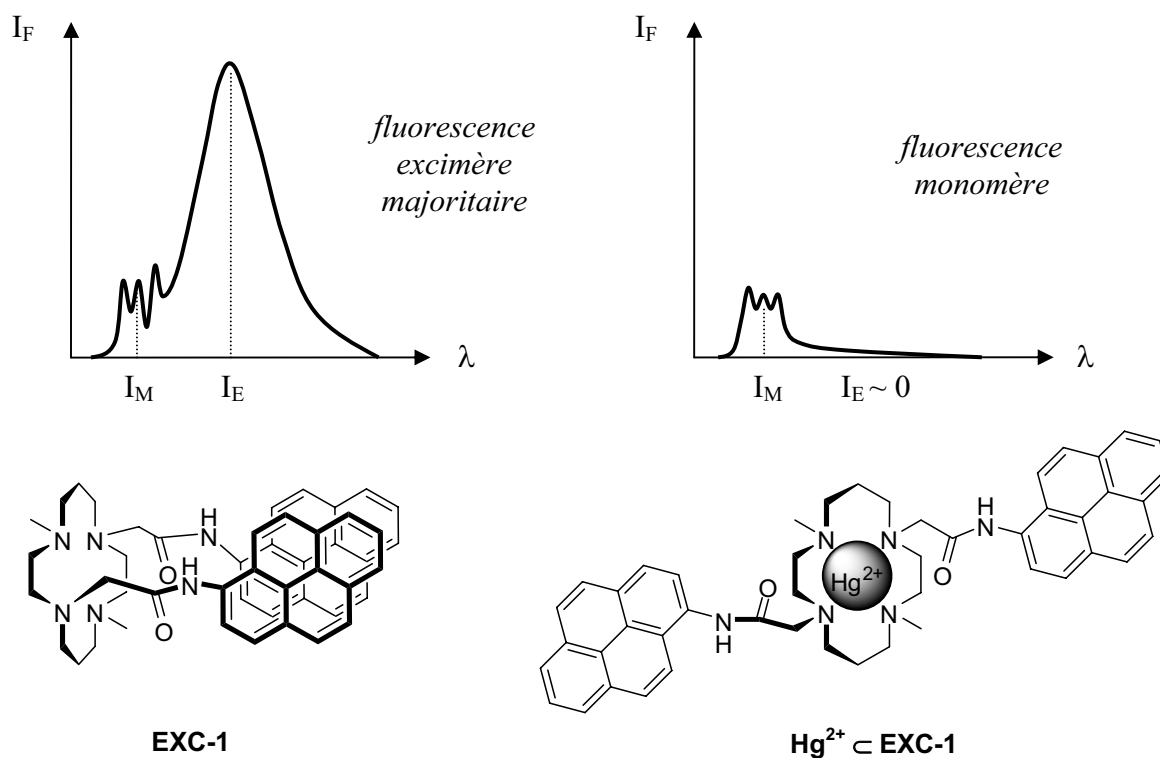 I_F
fluorescence
excimère
majoritaire
λ
I_M
I_E
I_F
fluorescence
monomère
λ
I_M
I_E ~ 0
N
N
N
N
O
H
N
O
H
N
EXC-1
N
N
N
N
Hg²⁺
O
N
H
O
N
H
Hg²⁺ ⊂ EXC-1